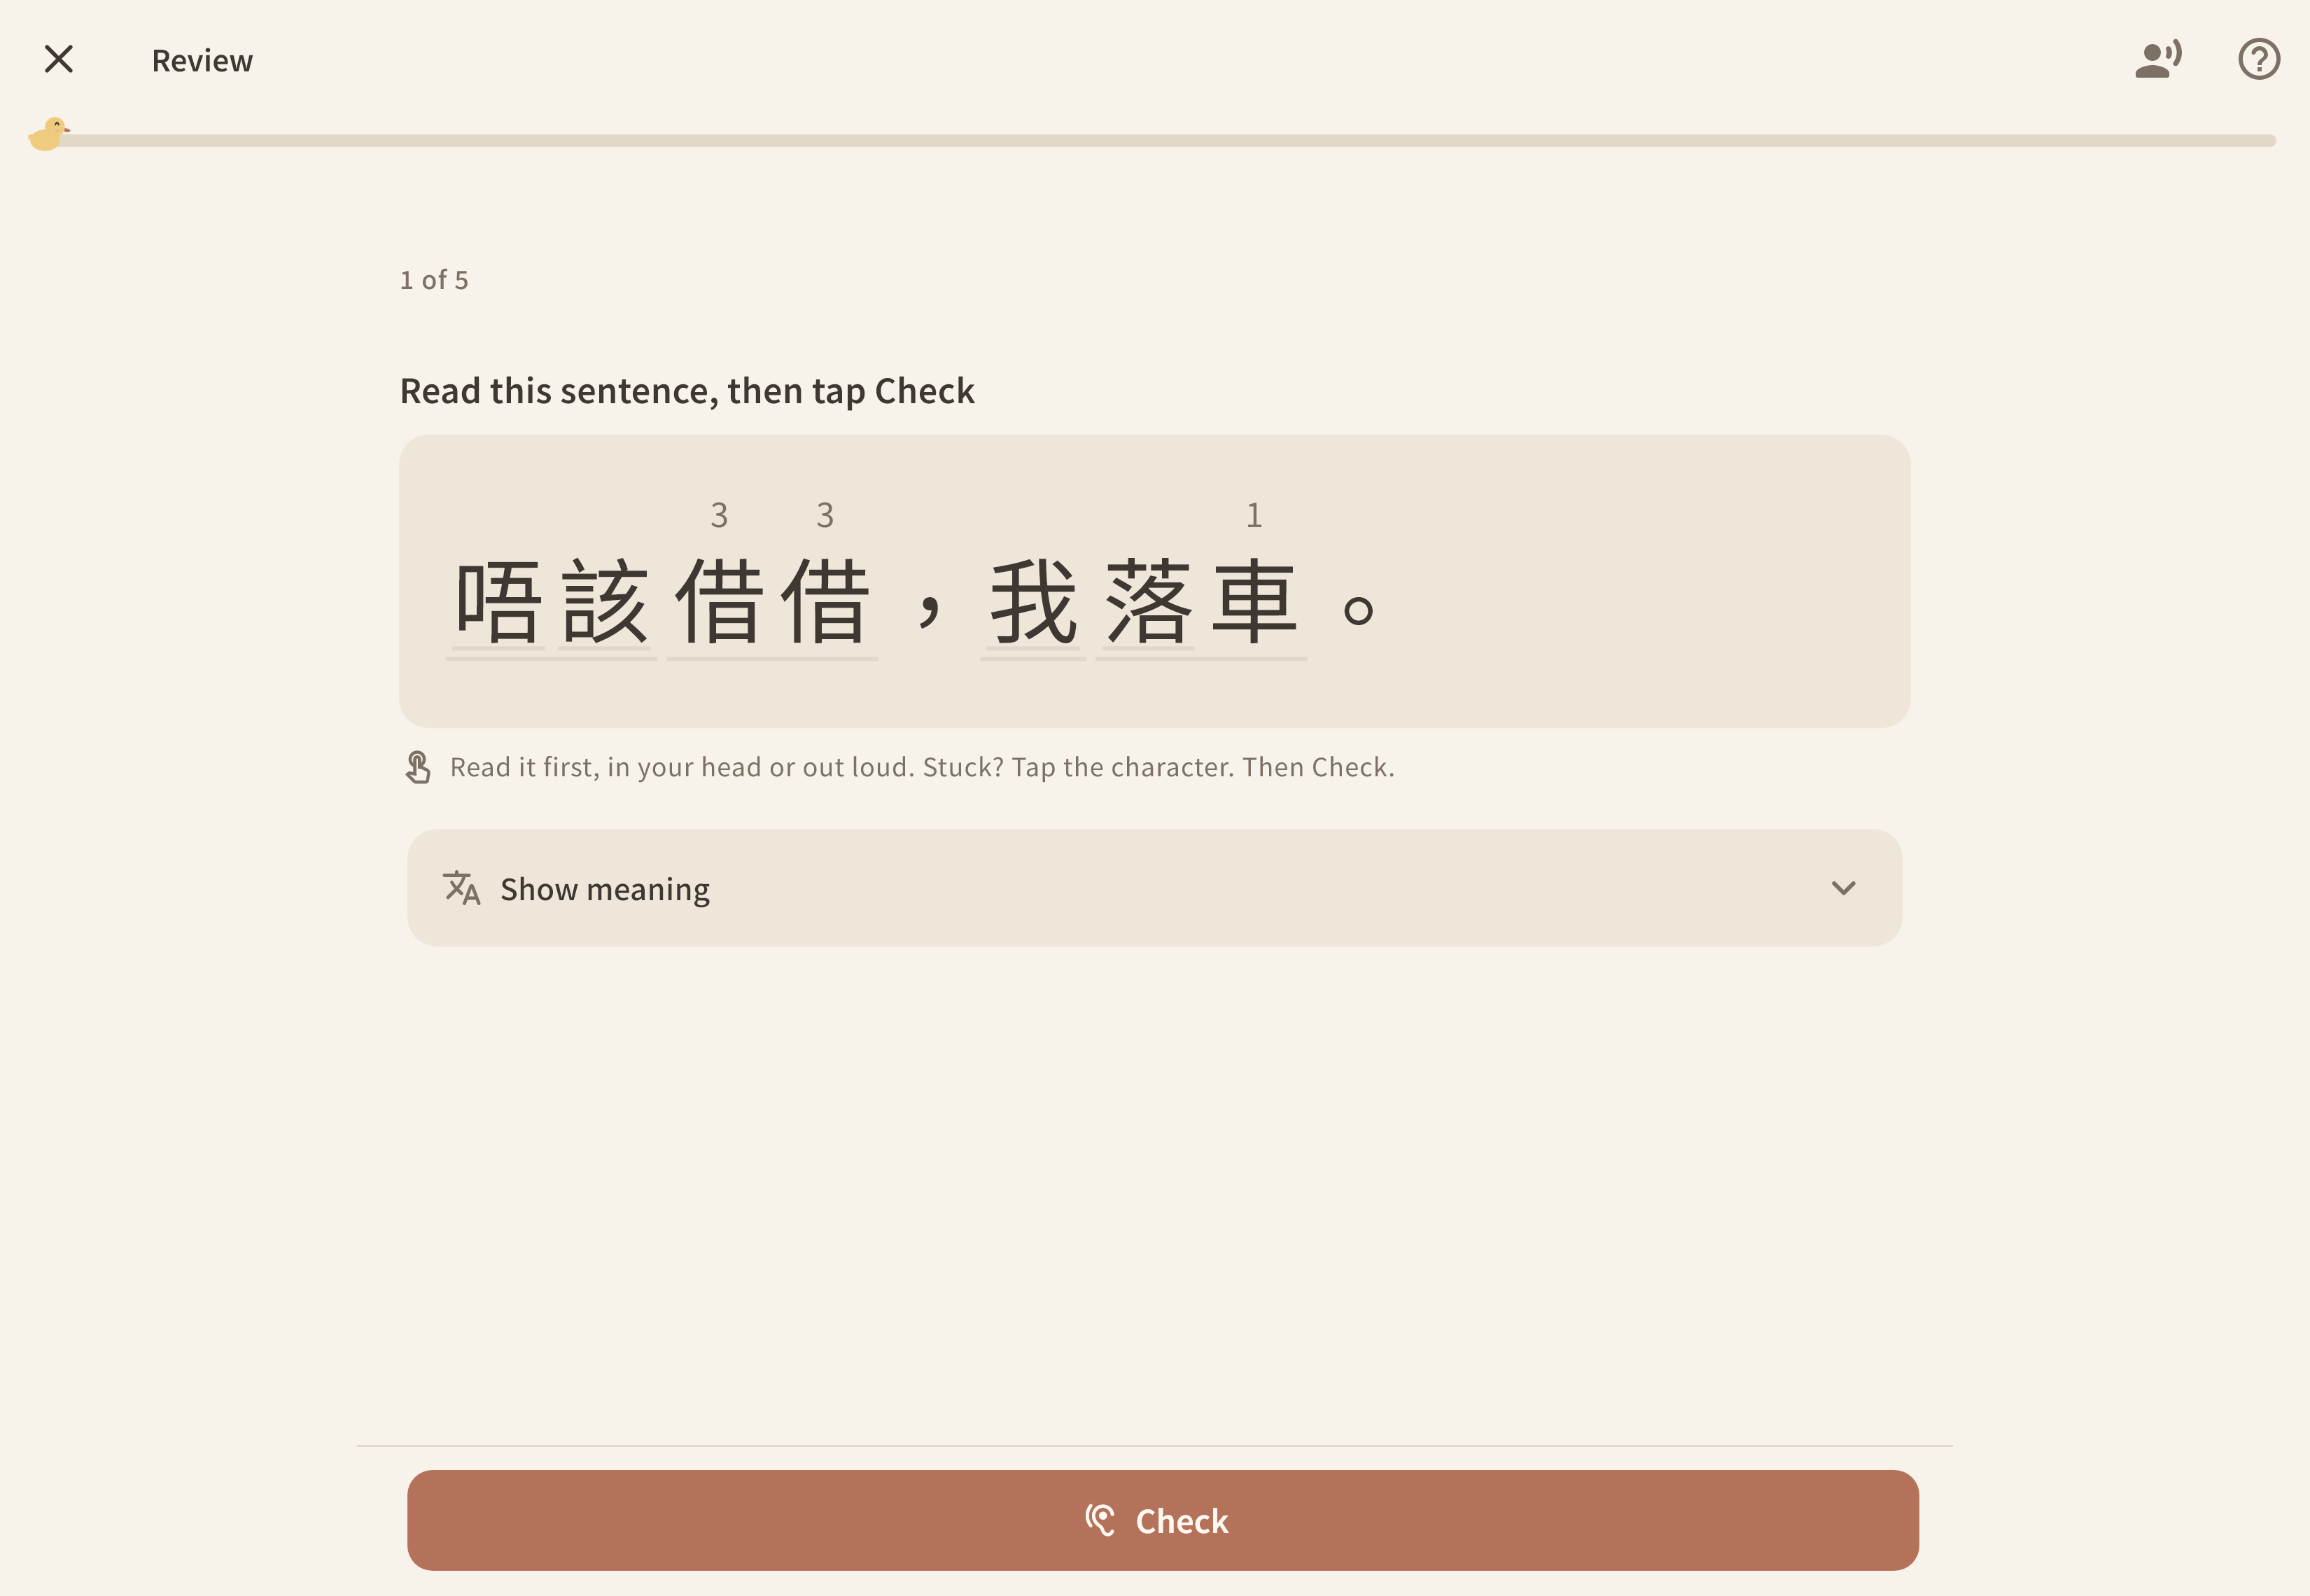 Review
1 of 5
Read this sentence, then tap Check
3 3 1
唔該借借，我落車。
Read it first, in your head or out loud. Stuck? Tap the character. Then Check.
Show meaning
Check